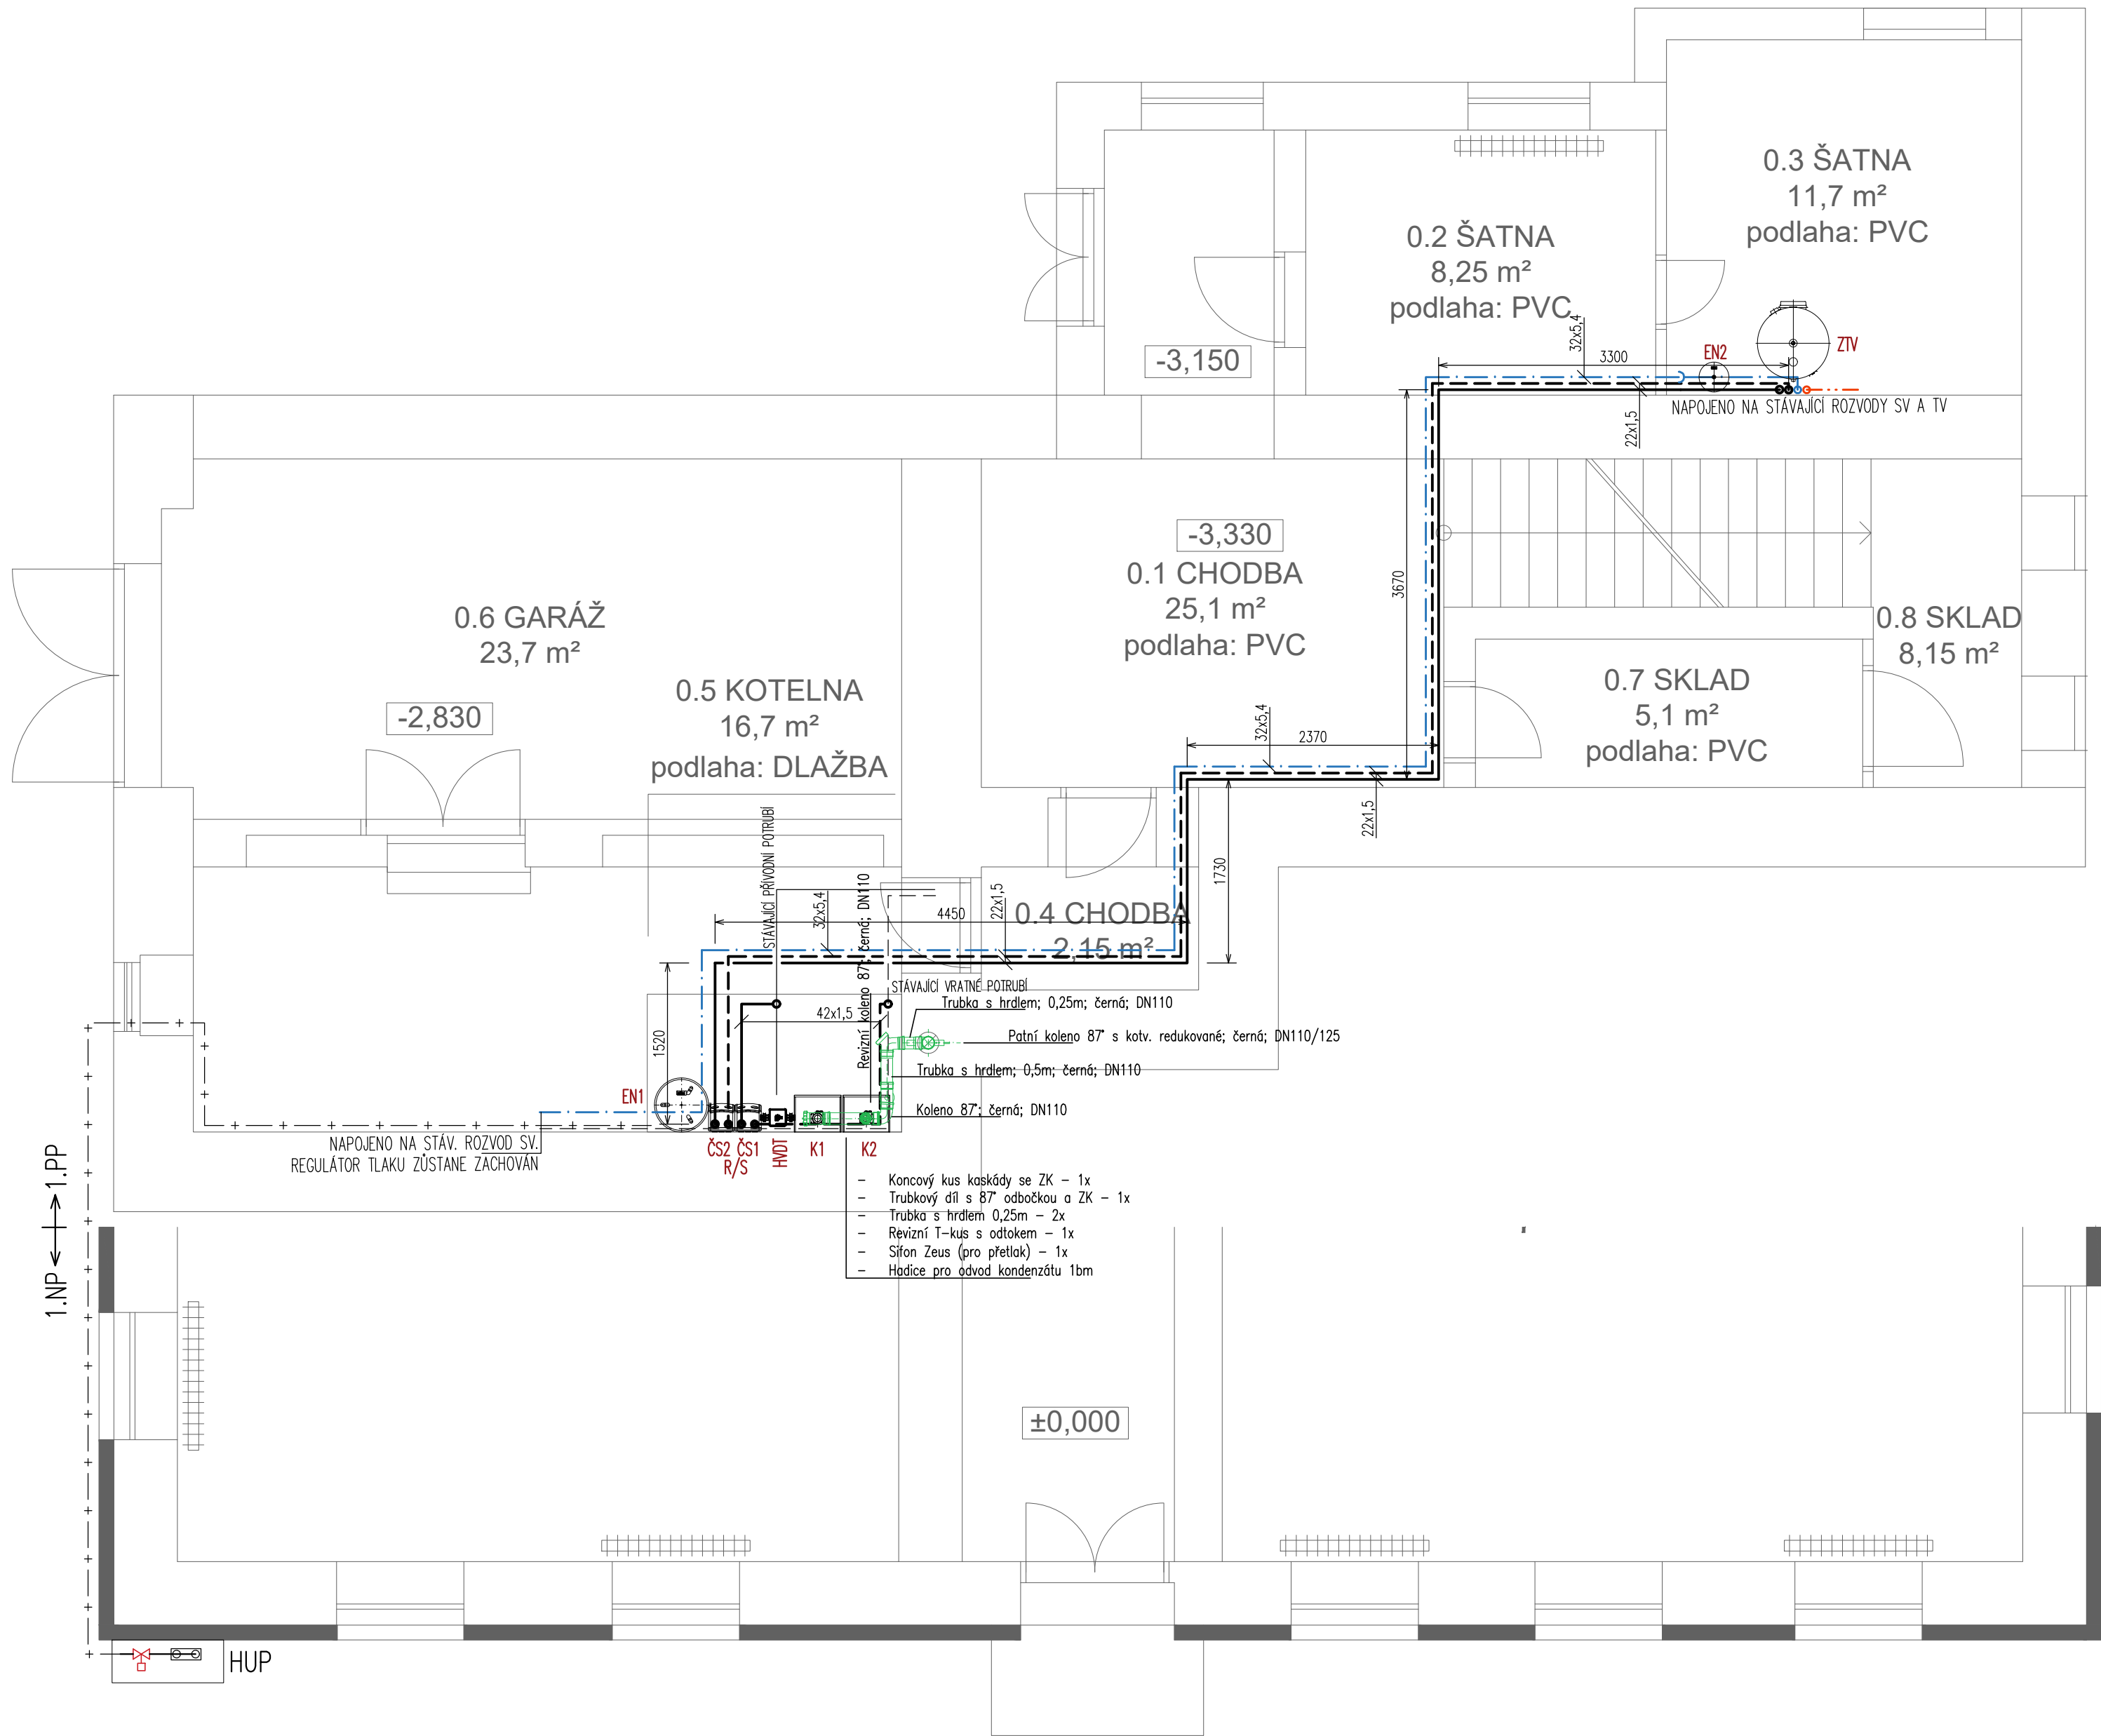 0.3 ŠATNA
11,7 m²
podlaha: PVC
0.2 ŠATNA
8,25 m²
podlaha: PVC
-3,150
32x5,4
3300
EN2
ZTV
22x1,5
NAPOJENO NA STÁVAJÍCÍ ROZVODY SV A TV
-3,330
0.1 CHODBA
25,1 m²
podlaha: PVC
3670
0.6 GARÁŽ
23,7 m²
-2,830
0.5 KOTELNA
16,7 m²
podlaha: DLAŽBA
0.8 SKLAD
8,15 m²
0.7 SKLAD
5,1 m²
podlaha: PVC
32x5,4
2370
22x1,5
1730
STÁVAJÍCÍ PŘÍVODNÍ POTRUBÍ
32x5,4
Revizní koleno 87°; černá; DN110
4450
22x1,5
0.4 CHODBA
2,15 m²
STÁVAJÍCÍ VRATNÉ POTRUBÍ
Trubka s hrdlem; 0,25m; černá; DN110
42x1,5
1520
Patní koleno 87° s kotv. redukované; černá; DN110/125
Trubka s hrdlem; 0,5m; černá; DN110
Koleno 87°; černá; DN110
EN1
NAPOJENO NA STÁV. ROZVOD SV.
REGULÁTOR TLAKU ZŮSTANE ZACHOVÁN
ČS2 ČS1
R/S
HVDT
K1
K2
- Koncový kus kaskády se ZK - 1x
- Trubkový díl s 87° odbočkou a ZK - 1x
- Trubka s hrdlem 0,25m - 2x
- Revizní T-kus s odtokem - 1x
- Sifon Zeus (pro přetlak) - 1x
- Hadice pro odvod kondenzátu 1bm
1.PP
1.NP
±0,000
HUP